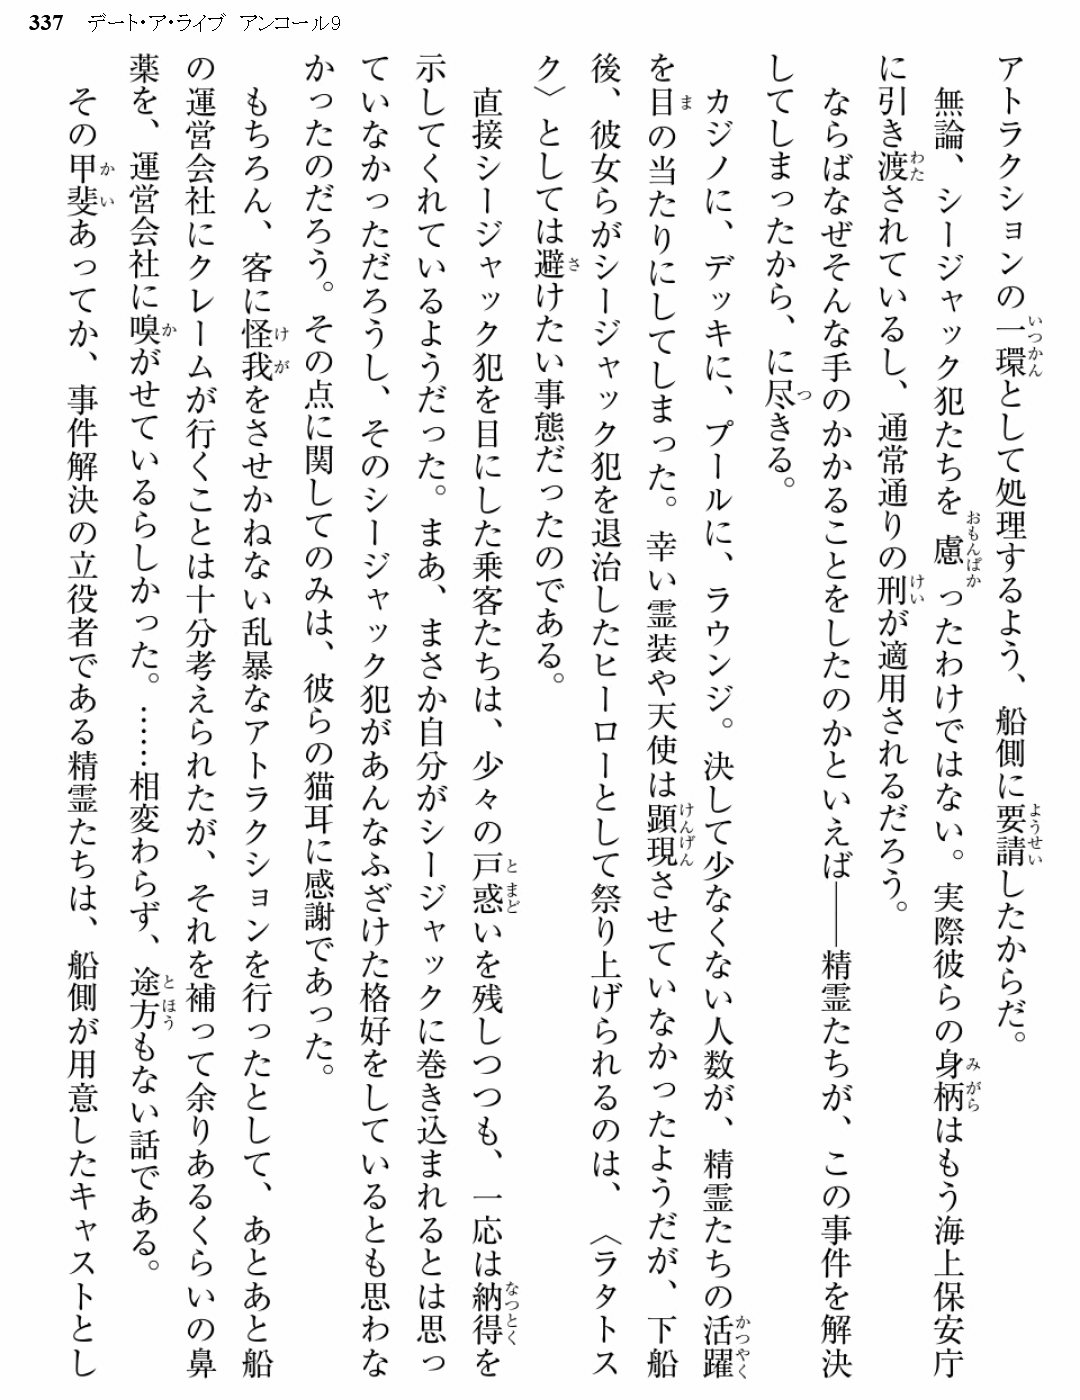 337 デート・ア・ライブ アンコール9
アトラクションの一環として処理するよう、船側に要請したからだ。
無論、シージャック犯たちを慮ったわけではない。実際彼らの身柄はもう海上保安庁
に引き渡されているし、通常通りの刑が適用されるだろう。
ならばなぜそんな手のかかることをしたのかといえば――精霊たちが、この事件を解決
してしまったから、に尽きる。
カジノに、デッキに、プールに、ラウンジ。決して少なくない人数が、精霊たちの活躍
を目の当たりにしてしまった。幸い霊装や天使は顕現させていなかったようだが、下船
後、彼女らがシージャック犯を退治したヒーローとして祭り上げられるのは、〈ラタトス
ク〉としては避けたい事態だったのである。
直接シージャック犯を目にした乗客たちは、少々の戸惑いを残しつつも、一応は納得を
示してくれているようだった。まあ、まさか自分がシージャックに巻き込まれるとは思っ
ていなかっただろうし、そのシージャック犯があんなふざけた格好をしているとも思わな
かったのだろう。その点に関してのみは、彼らの猫耳に感謝であった。
もちろん、客に怪我をさせかねない乱暴なアトラクションを行ったとして、あとあと船
の運営会社にクレームが行くことは十分考えられたが、それを補って余りあるくらいの鼻
薬を、運営会社に嗅がせているらしかった。……相変わらず、途方もない話である。
その甲斐あってか、事件解決の立役者である精霊たちは、船側が用意したキャストとし